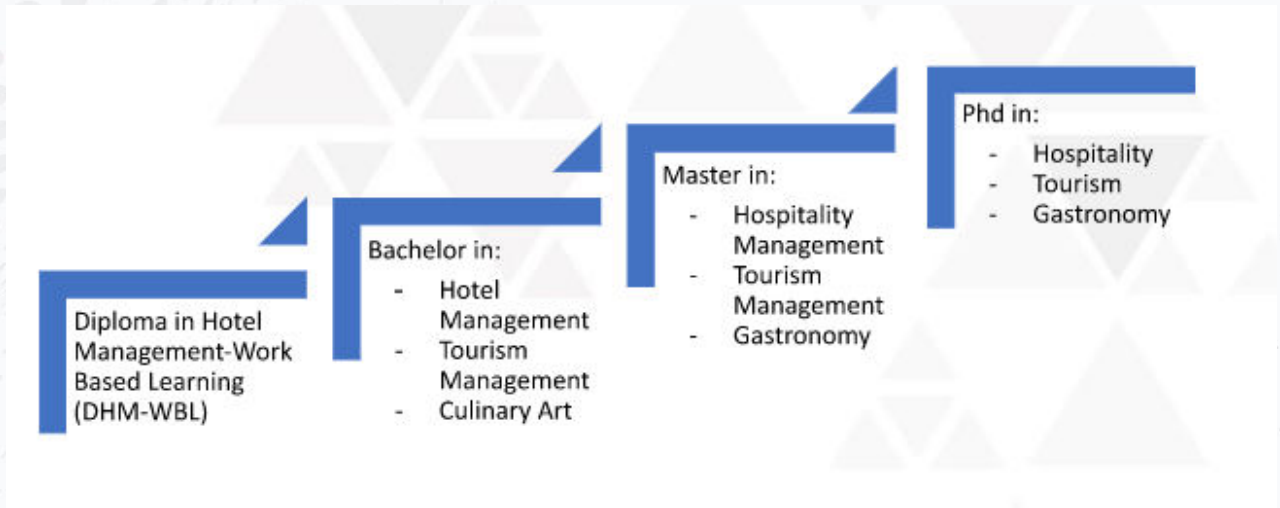 Diploma in Hotel
Management-Work
Based Learning
(DHM-WBL)
Bachelor in:
- Hotel
Management
- Tourism
Management
- Culinary Art
Master in:
- Hospitality
Management
- Tourism
Management
- Gastronomy
Phd in:
- Hospitality
- Tourism
- Gastronomy